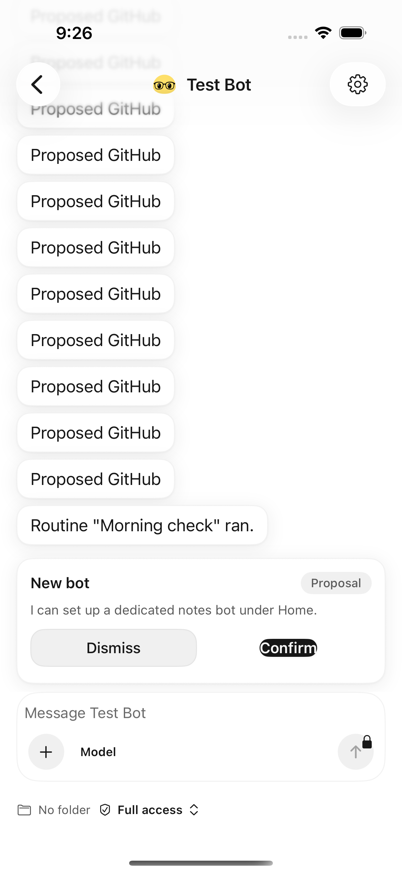 9:26
Proposed GitHub
Proposed GitHub
Test Bot
Proposed GitHub
Proposed GitHub
Proposed GitHub
Proposed GitHub
Proposed GitHub
Proposed GitHub
Proposed GitHub
Proposed GitHub
Proposed GitHub
Routine "Morning check" ran.
New bot
Proposal
I can set up a dedicated notes bot under Home.
Dismiss
Confirm
Message Test Bot
Model
No folder
Full access